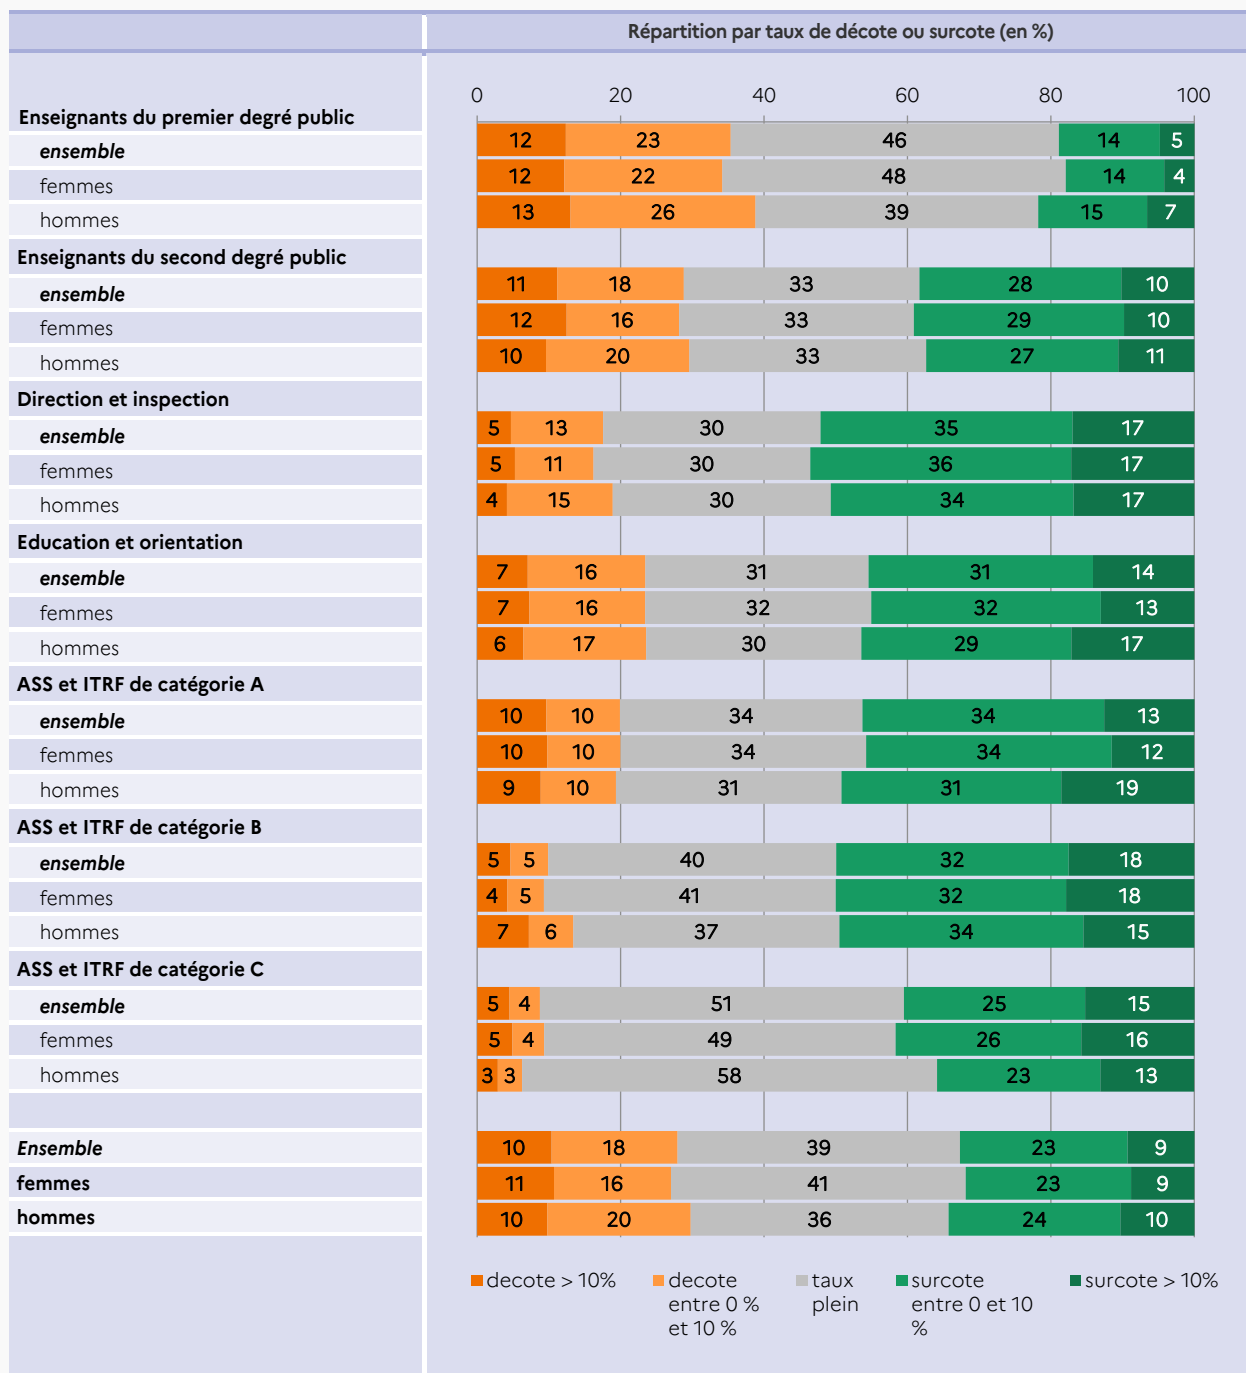 Répartition par taux de décote ou surcote (en %)
0 20 40 60 80 100
Enseignants du premier degré public
ensemble 12 23 46 14 5
femmes 12 22 48 14 4
hommes 13 26 39 15 7
Enseignants du second degré public
ensemble 11 18 33 28 10
femmes 12 16 33 29 10
hommes 10 20 33 27 11
Direction et inspection
ensemble 5 13 30 35 17
femmes 5 11 30 36 17
hommes 4 15 30 34 17
Education et orientation
ensemble 7 16 31 31 14
femmes 7 16 32 32 13
hommes 6 17 30 29 17
ASS et ITRF de catégorie A
ensemble 10 10 34 34 13
femmes 10 10 34 34 12
hommes 9 10 31 31 19
ASS et ITRF de catégorie B
ensemble 5 5 40 32 18
femmes 4 5 41 32 18
hommes 7 6 37 34 15
ASS et ITRF de catégorie C
ensemble 5 4 51 25 15
femmes 5 4 49 26 16
hommes 3 3 58 23 13
Ensemble 10 18 39 23 9
femmes 11 16 41 23 9
hommes 10 20 36 24 10
decote > 10%
decote
entre 0 %
et 10 %
taux
plein
surcote
entre 0 et 10
%
surcote > 10%